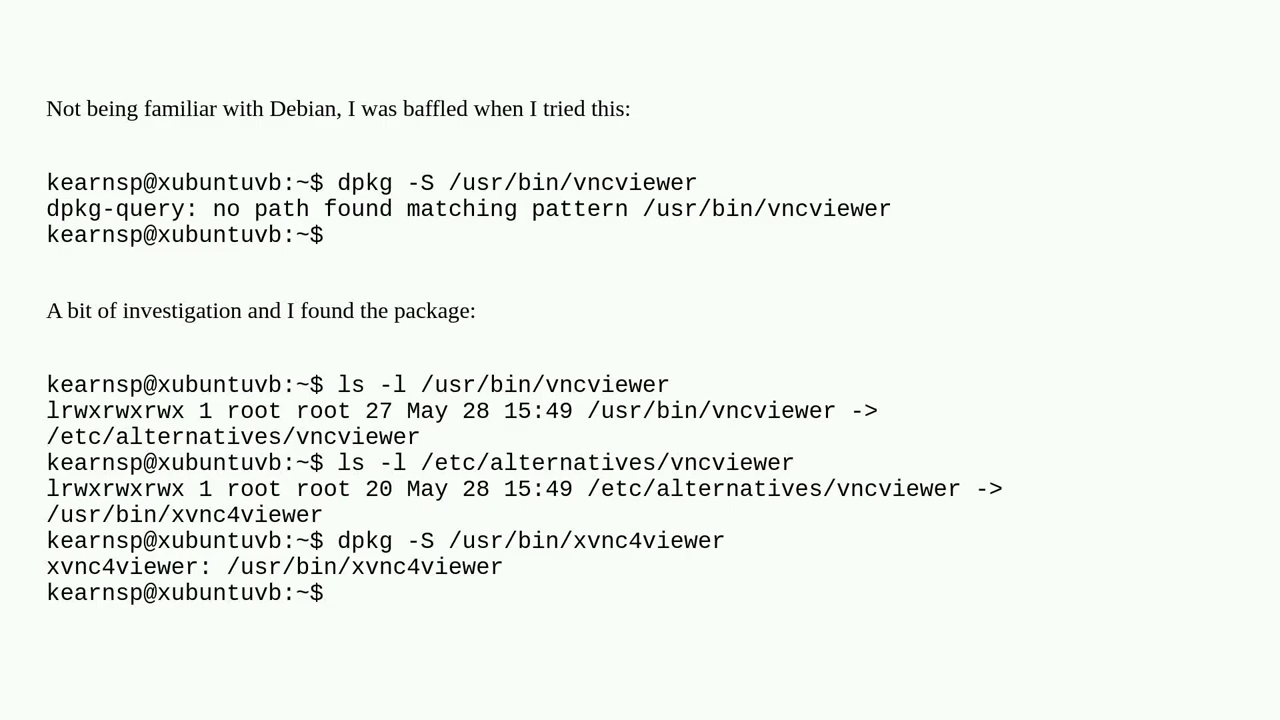 Not being familiar with Debian, I was baffled when I tried this:
kearnsp@xubuntuvb:~$ dpkg -S /usr/bin/vncviewer
dpkg-query: no path found matching pattern /usr/bin/vncviewer
kearnsp@xubuntuvb:~$
A bit of investigation and I found the package:
kearnsp@xubuntuvb:~$ ls -l /usr/bin/vncviewer
lrwxrwxrwx 1 root root 27 May 28 15:49 /usr/bin/vncviewer ->
/etc/alternatives/vncviewer
kearnsp@xubuntuvb:~$ ls -l /etc/alternatives/vncviewer
lrwxrwxrwx 1 root root 20 May 28 15:49 /etc/alternatives/vncviewer ->
/usr/bin/xvnc4viewer
kearnsp@xubuntuvb:~$ dpkg -S /usr/bin/xvnc4viewer
xvnc4viewer: /usr/bin/xvnc4viewer
kearnsp@xubuntuvb:~$